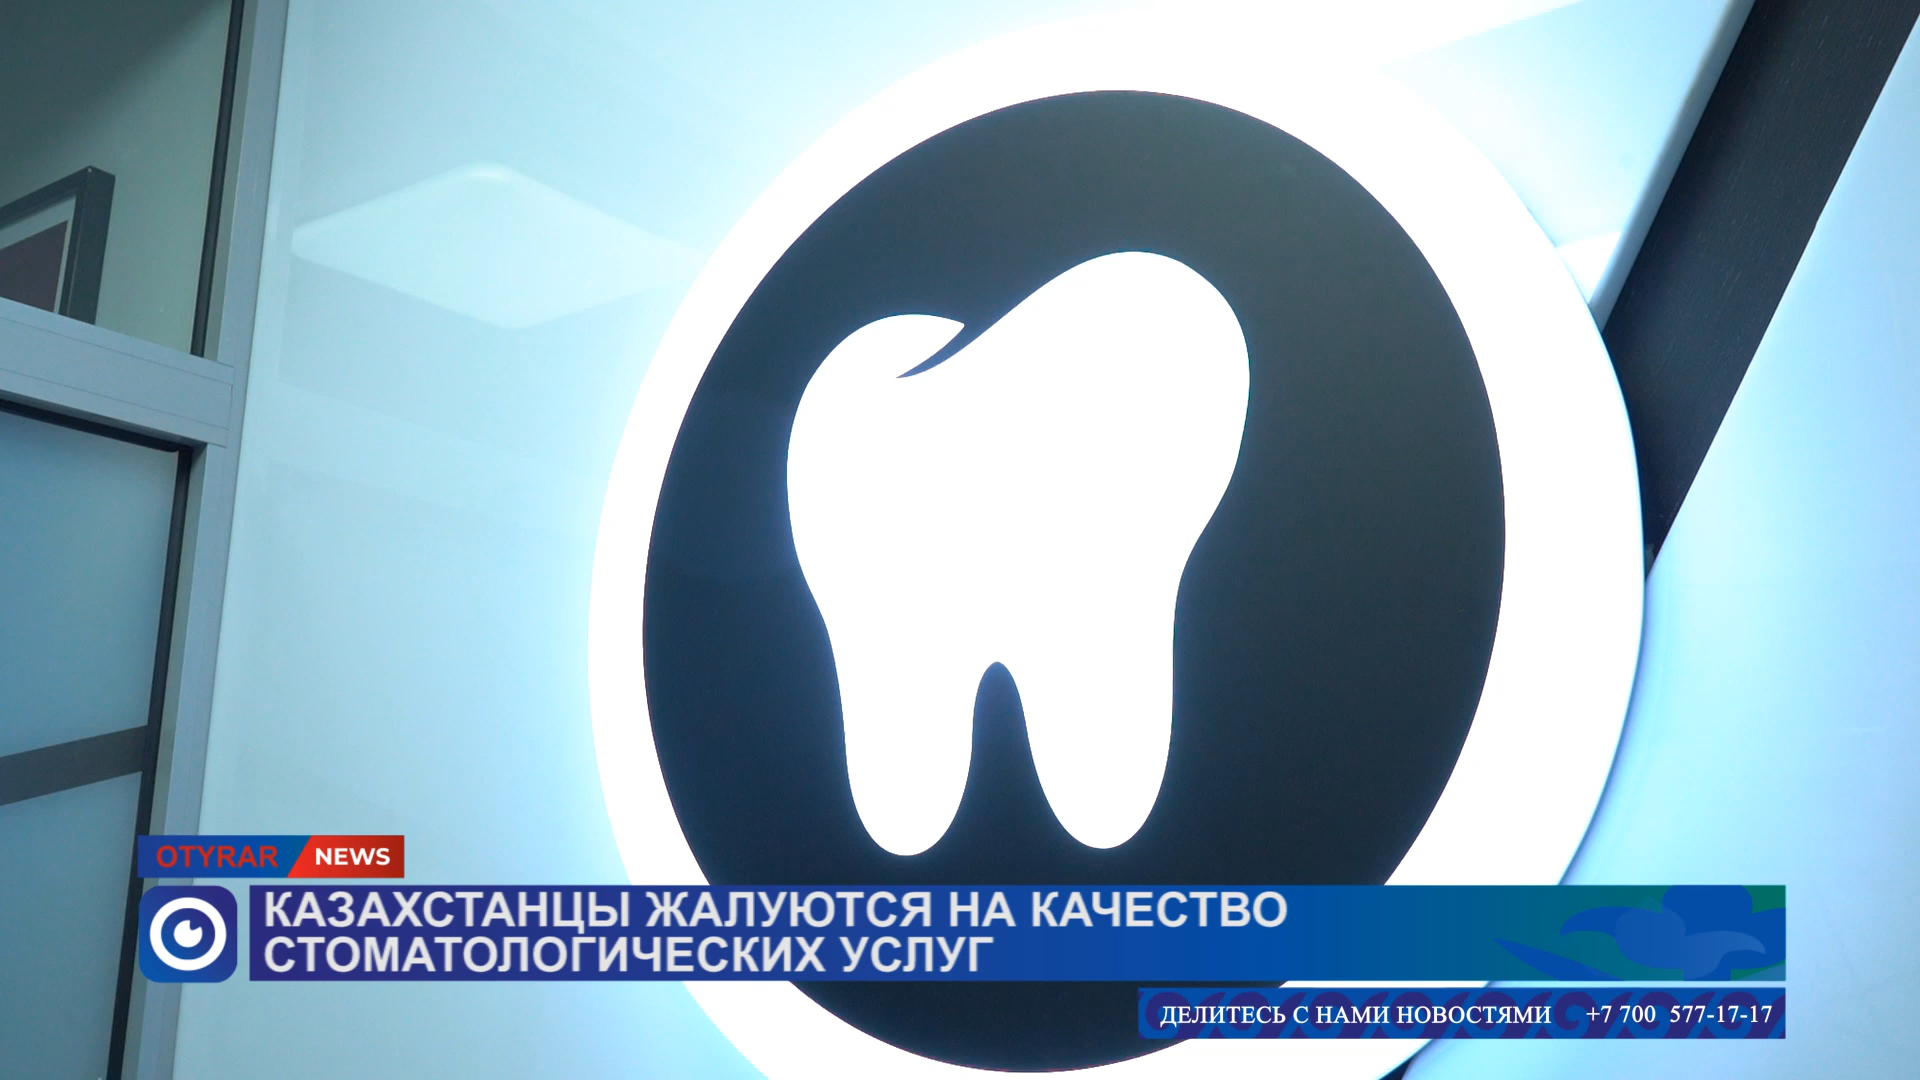 OTYRAR NEWS
КАЗАХСТАНЦЫ ЖАЛУЮТСЯ НА КАЧЕСТВО
СТОМАТОЛОГИЧЕСКИХ УСЛУГ
ДЕЛИТЕСЬ С НАМИ НОВОСТЯМИ +7 700 577-17-17